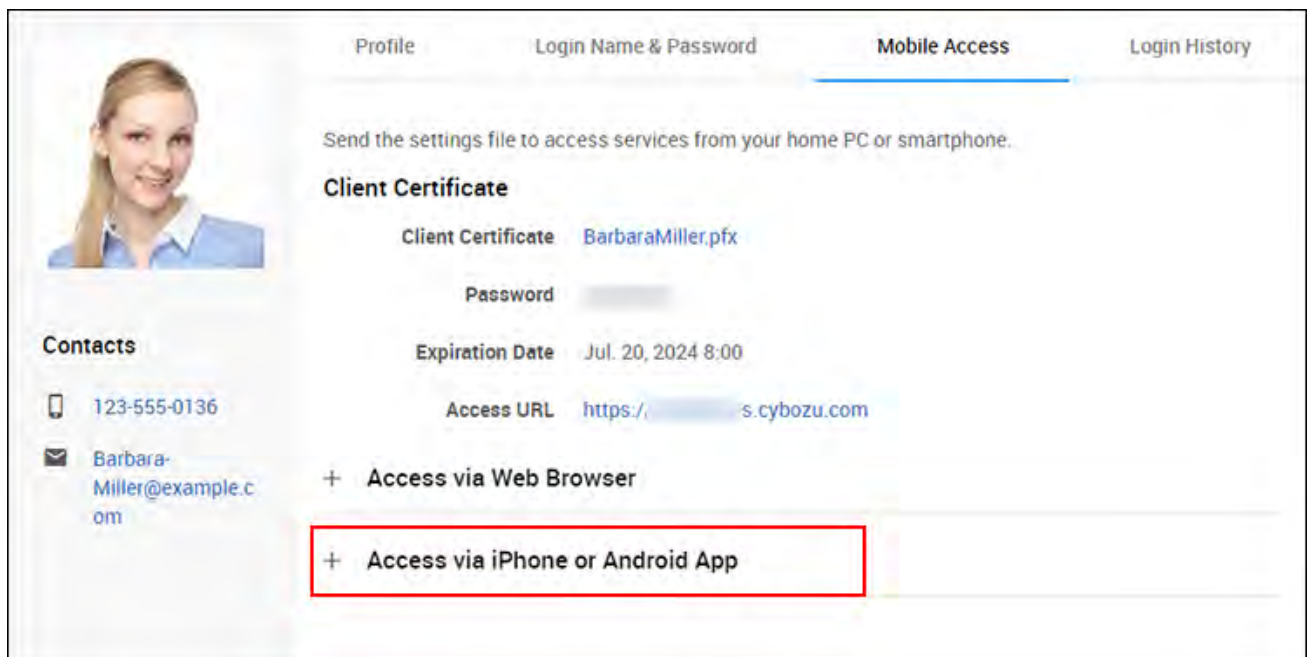 Profile
Login Name & Password
Mobile Access
Login History
Send the settings file to access services from your home PC or smartphone.
Client Certificate
Client Certificate BarbaraMiller.pfx
Password
Expiration Date Jul. 20, 2024 8:00
Access URL https:/ s.cybozu.com
+ Access via Web Browser
+ Access via iPhone or Android App
Contacts
123-555-0136
Barbara-
Miller@example.c
om